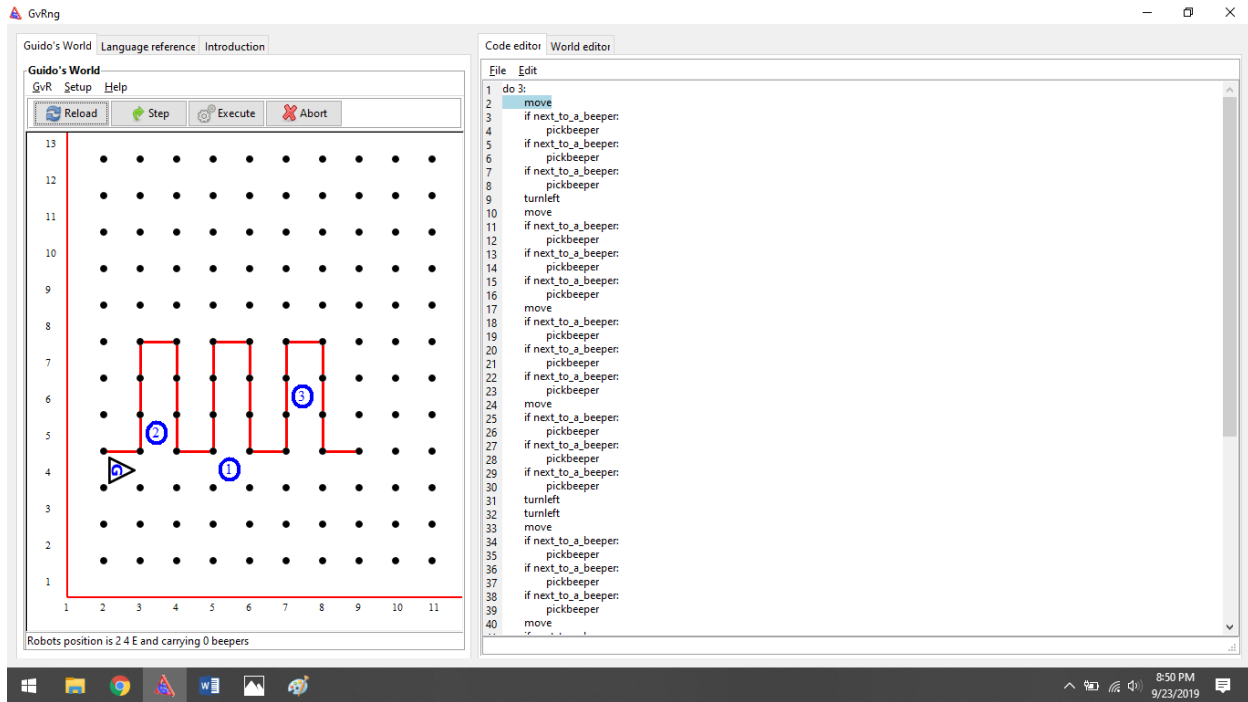 GvRng
Guido's World Language reference Introduction
Guido's World
GvR Setup Help
Reload Step Execute Abort
13
12
11
10
9
8
7
6
5
4
3
2
1
2
3
1
G
1 2 3 4 5 6 7 8 9 10 11
Robots position is 2 4 E and carrying 0 beepers
Code editor World editor
File Edit
1 do 3:
2 move
3 if next_to_a_beeper:
4 pickbeeper
5 if next_to_a_beeper:
6 pickbeeper
7 if next_to_a_beeper:
8 pickbeeper
9 turnleft
10 move
11 if next_to_a_beeper:
12 pickbeeper
13 if next_to_a_beeper:
14 pickbeeper
15 if next_to_a_beeper:
16 pickbeeper
17 move
18 if next_to_a_beeper:
19 pickbeeper
20 if next_to_a_beeper:
21 pickbeeper
22 if next_to_a_beeper:
23 pickbeeper
24 move
25 if next_to_a_beeper:
26 pickbeeper
27 if next_to_a_beeper:
28 pickbeeper
29 if next_to_a_beeper:
30 pickbeeper
31 turnleft
32 turnleft
33 move
34 if next_to_a_beeper:
35 pickbeeper
36 if next_to_a_beeper:
37 pickbeeper
38 if next_to_a_beeper:
39 pickbeeper
40 move
8:50 PM
9/23/2019